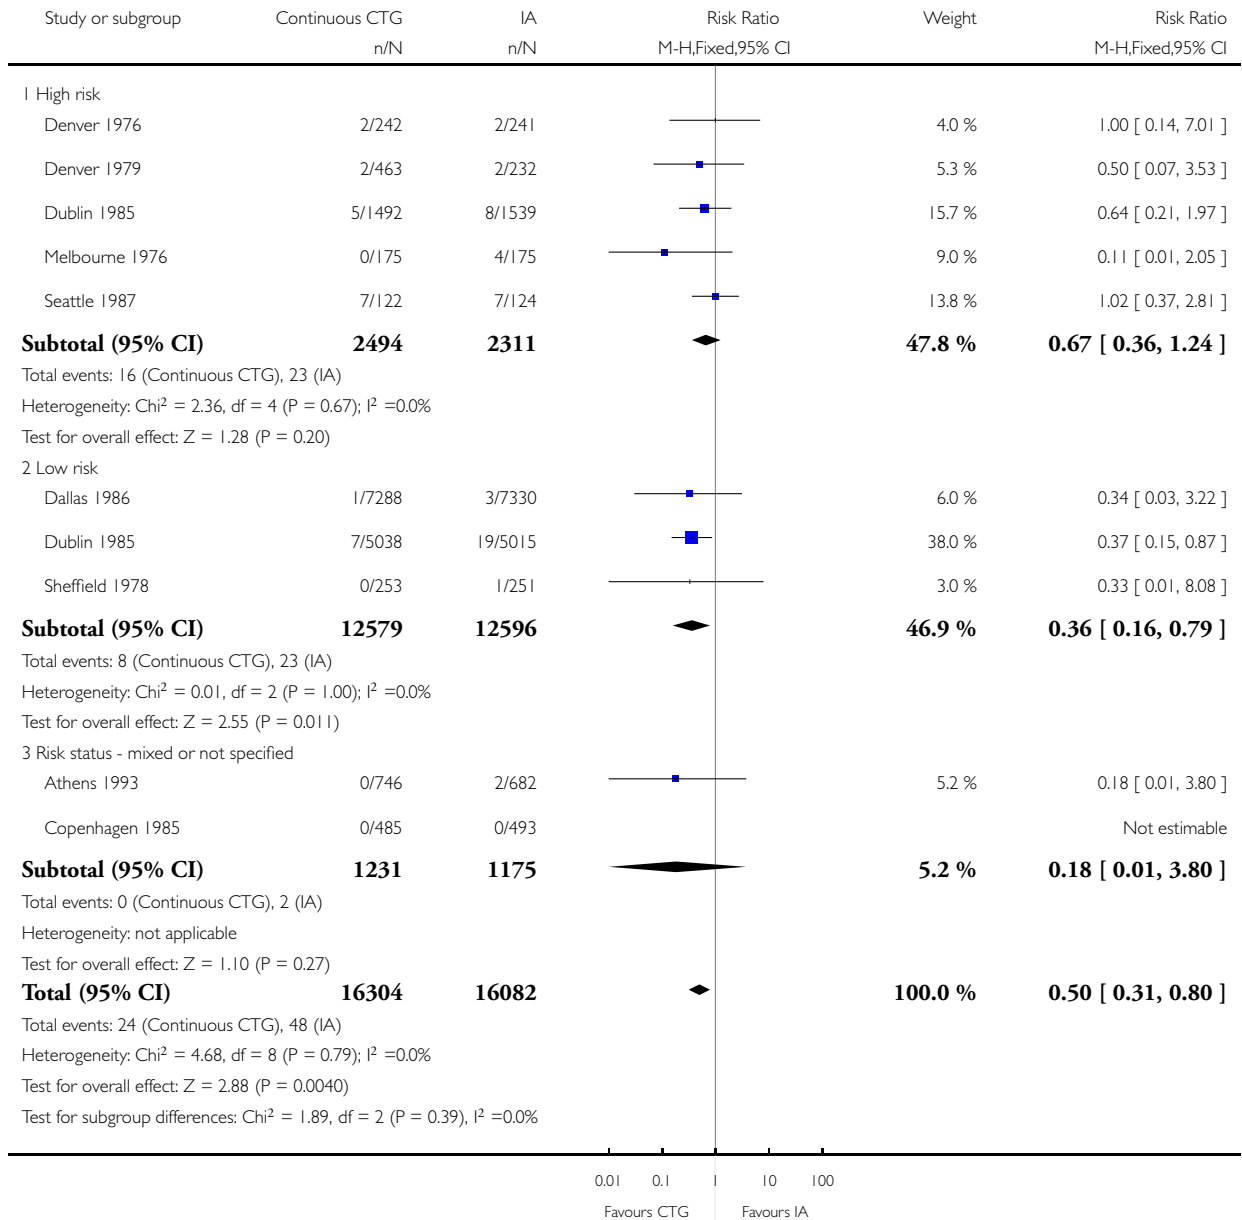 Study or subgroup Continuous CTG IA Risk Ratio Weight Risk Ratio
n/N n/N M-H,Fixed,95% CI M-H,Fixed,95% CI
1 High risk
Denver 1976 2/242 2/241 4.0 % 1.00 [ 0.14, 7.01 ]
Denver 1979 2/463 2/232 5.3 % 0.50 [ 0.07, 3.53 ]
Dublin 1985 5/1492 8/1539 15.7 % 0.64 [ 0.21, 1.97 ]
Melbourne 1976 0/175 4/175 9.0 % 0.11 [ 0.01, 2.05 ]
Seattle 1987 7/122 7/124 13.8 % 1.02 [ 0.37, 2.81 ]
Subtotal (95% CI) 2494 2311 47.8 % 0.67 [ 0.36, 1.24 ]
Total events: 16 (Continuous CTG), 23 (IA)
Heterogeneity: Chi² = 2.36, df = 4 (P = 0.67); I² =0.0%
Test for overall effect: Z = 1.28 (P = 0.20)
2 Low risk
Dallas 1986 1/7288 3/7330 6.0 % 0.34 [ 0.03, 3.22 ]
Dublin 1985 7/5038 19/5015 38.0 % 0.37 [ 0.15, 0.87 ]
Sheffield 1978 0/253 1/251 3.0 % 0.33 [ 0.01, 8.08 ]
Subtotal (95% CI) 12579 12596 46.9 % 0.36 [ 0.16, 0.79 ]
Total events: 8 (Continuous CTG), 23 (IA)
Heterogeneity: Chi² = 0.01, df = 2 (P = 1.00); I² =0.0%
Test for overall effect: Z = 2.55 (P = 0.011)
3 Risk status - mixed or not specified
Athens 1993 0/746 2/682 5.2 % 0.18 [ 0.01, 3.80 ]
Copenhagen 1985 0/485 0/493 Not estimable
Subtotal (95% CI) 1231 1175 5.2 % 0.18 [ 0.01, 3.80 ]
Total events: 0 (Continuous CTG), 2 (IA)
Heterogeneity: not applicable
Test for overall effect: Z = 1.10 (P = 0.27)
Total (95% CI) 16304 16082 100.0 % 0.50 [ 0.31, 0.80 ]
Total events: 24 (Continuous CTG), 48 (IA)
Heterogeneity: Chi² = 4.68, df = 8 (P = 0.79); I² =0.0%
Test for overall effect: Z = 2.88 (P = 0.0040)
Test for subgroup differences: Chi² = 1.89, df = 2 (P = 0.39), I² =0.0%
0.01 0.1 1 10 100
Favours CTG Favours IA